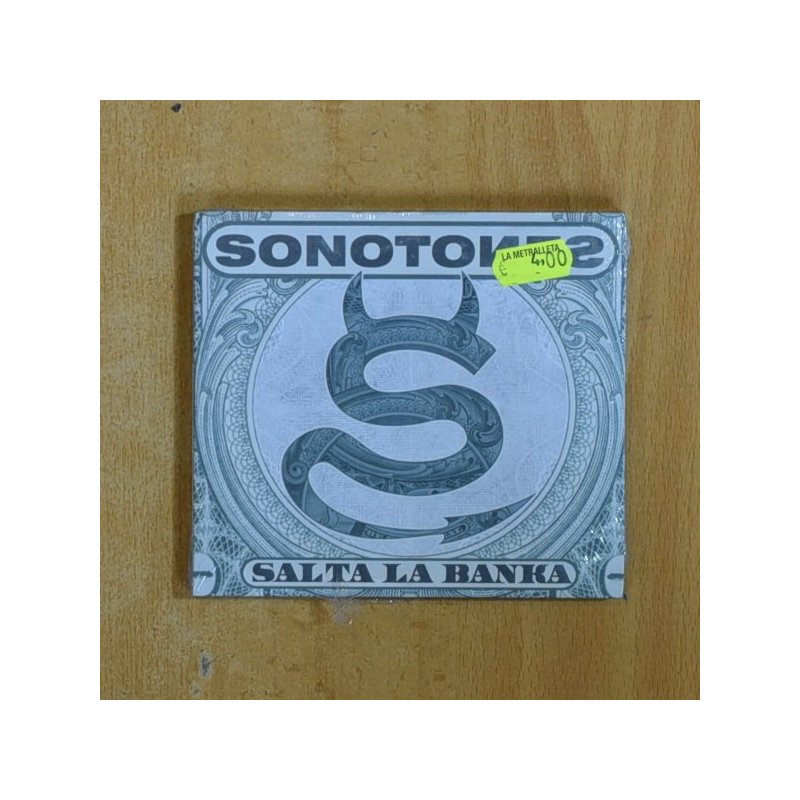 SONOTONES
LA METRALLETA
€ 4.00
S
SALTA LA BANKA